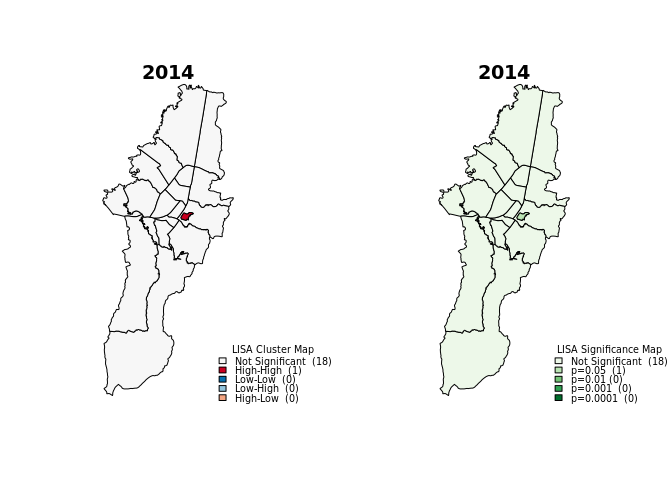 2014
LISA Cluster Map
Not Significant (18)
High-High (1)
Low-Low (0)
Low-High (0)
High-Low (0)
2014
LISA Significance Map
Not Significant (18)
p=0.05 (1)
p=0.01 (0)
p=0.001 (0)
p=0.0001 (0)